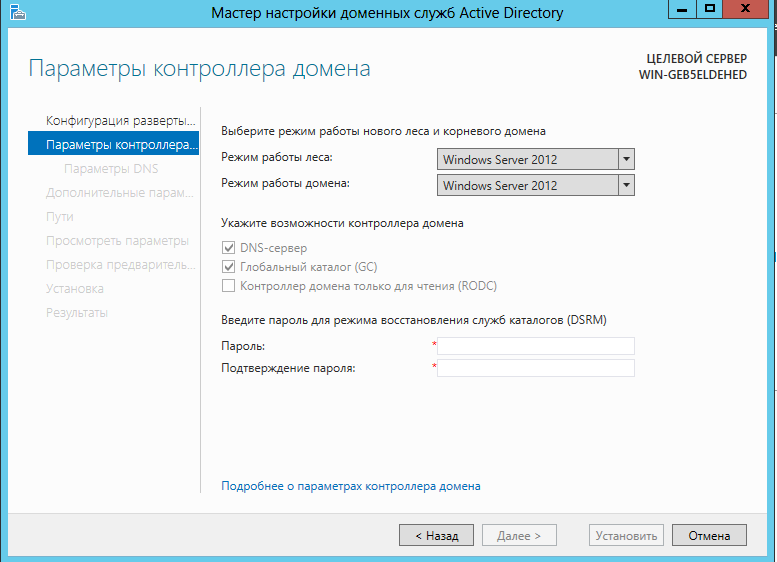 Мастер настройки доменных служб Active Directory
Параметры контроллера домена
ЦЕЛЕВОЙ СЕРВЕР
WIN-GEB5ELDEHED
Конфигурация разверты...
Параметры контроллера...
Параметры DNS
Дополнительные парам...
Пути
Просмотреть параметры
Проверка предваритель...
Установка
Результаты
Выберите режим работы нового леса и корневого домена
Режим работы леса: Windows Server 2012
Режим работы домена: Windows Server 2012
Укажите возможности контроллера домена
DNS-сервер
Глобальный каталог (GC)
Контроллер домена только для чтения (RODC)
Введите пароль для режима восстановления служб каталогов (DSRM)
Пароль: *
Подтверждение пароля: *
Подробнее о параметрах контроллера домена
< Назад Далее > Установить Отмена